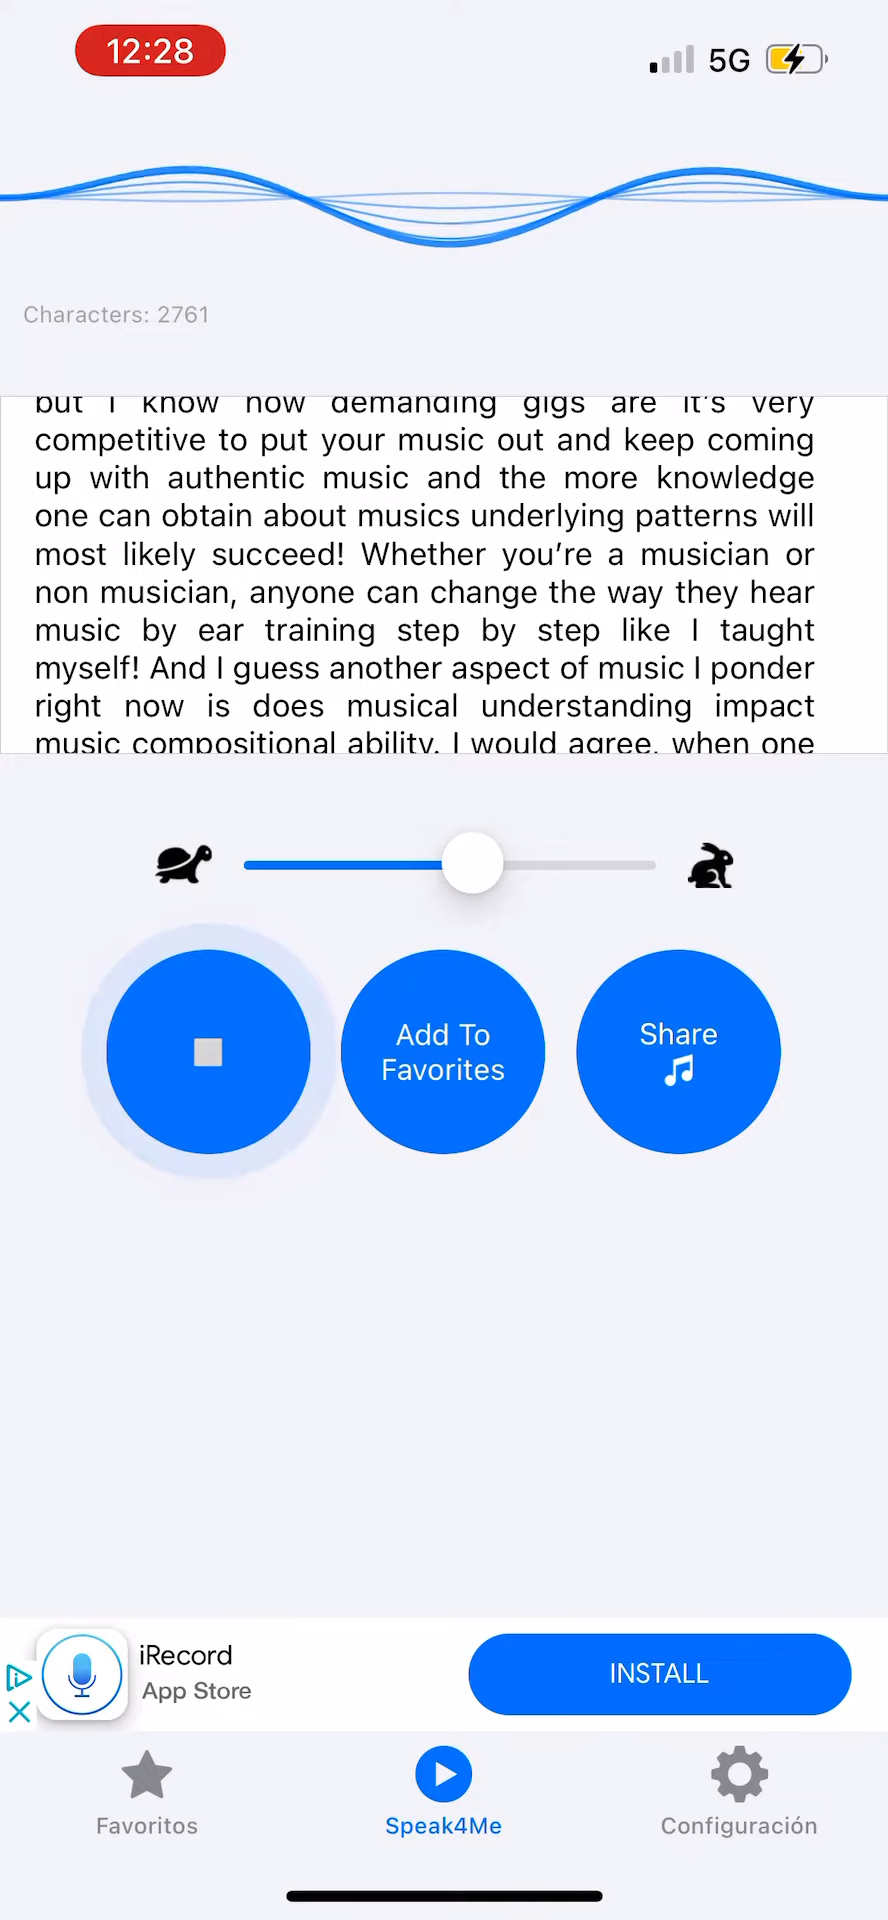 12:28
5G
Characters: 2761
but I know how demanding gigs are it's very
competitive to put your music out and keep coming
up with authentic music and the more knowledge
one can obtain about musics underlying patterns will
most likely succeed! Whether you’re a musician or
non musician, anyone can change the way they hear
music by ear training step by step like I taught
myself! And I guess another aspect of music I ponder
right now is does musical understanding impact
music compositional ability. I would agree, when one
Add To
Favorites
Share
iRecord
App Store
INSTALL
Favoritos
Speak4Me
Configuración